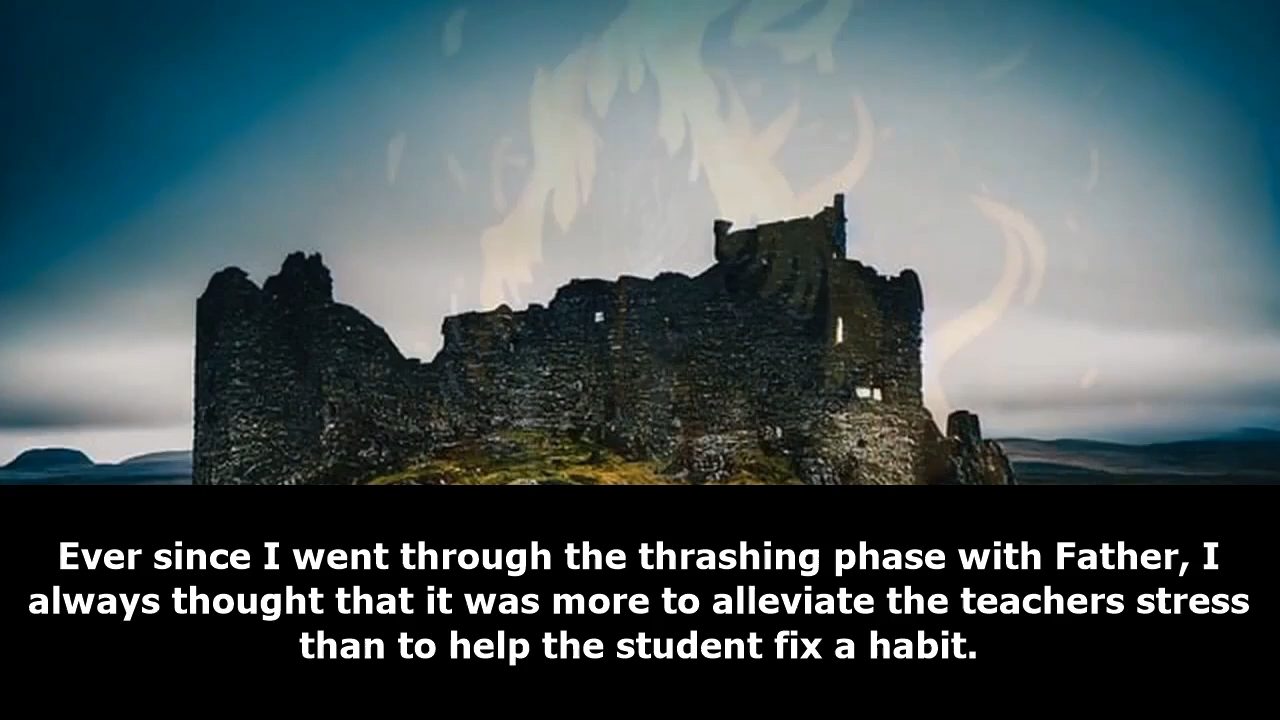 Ever since I went through the thrashing phase with Father, I
always thought that it was more to alleviate the teachers stress
than to help the student fix a habit.